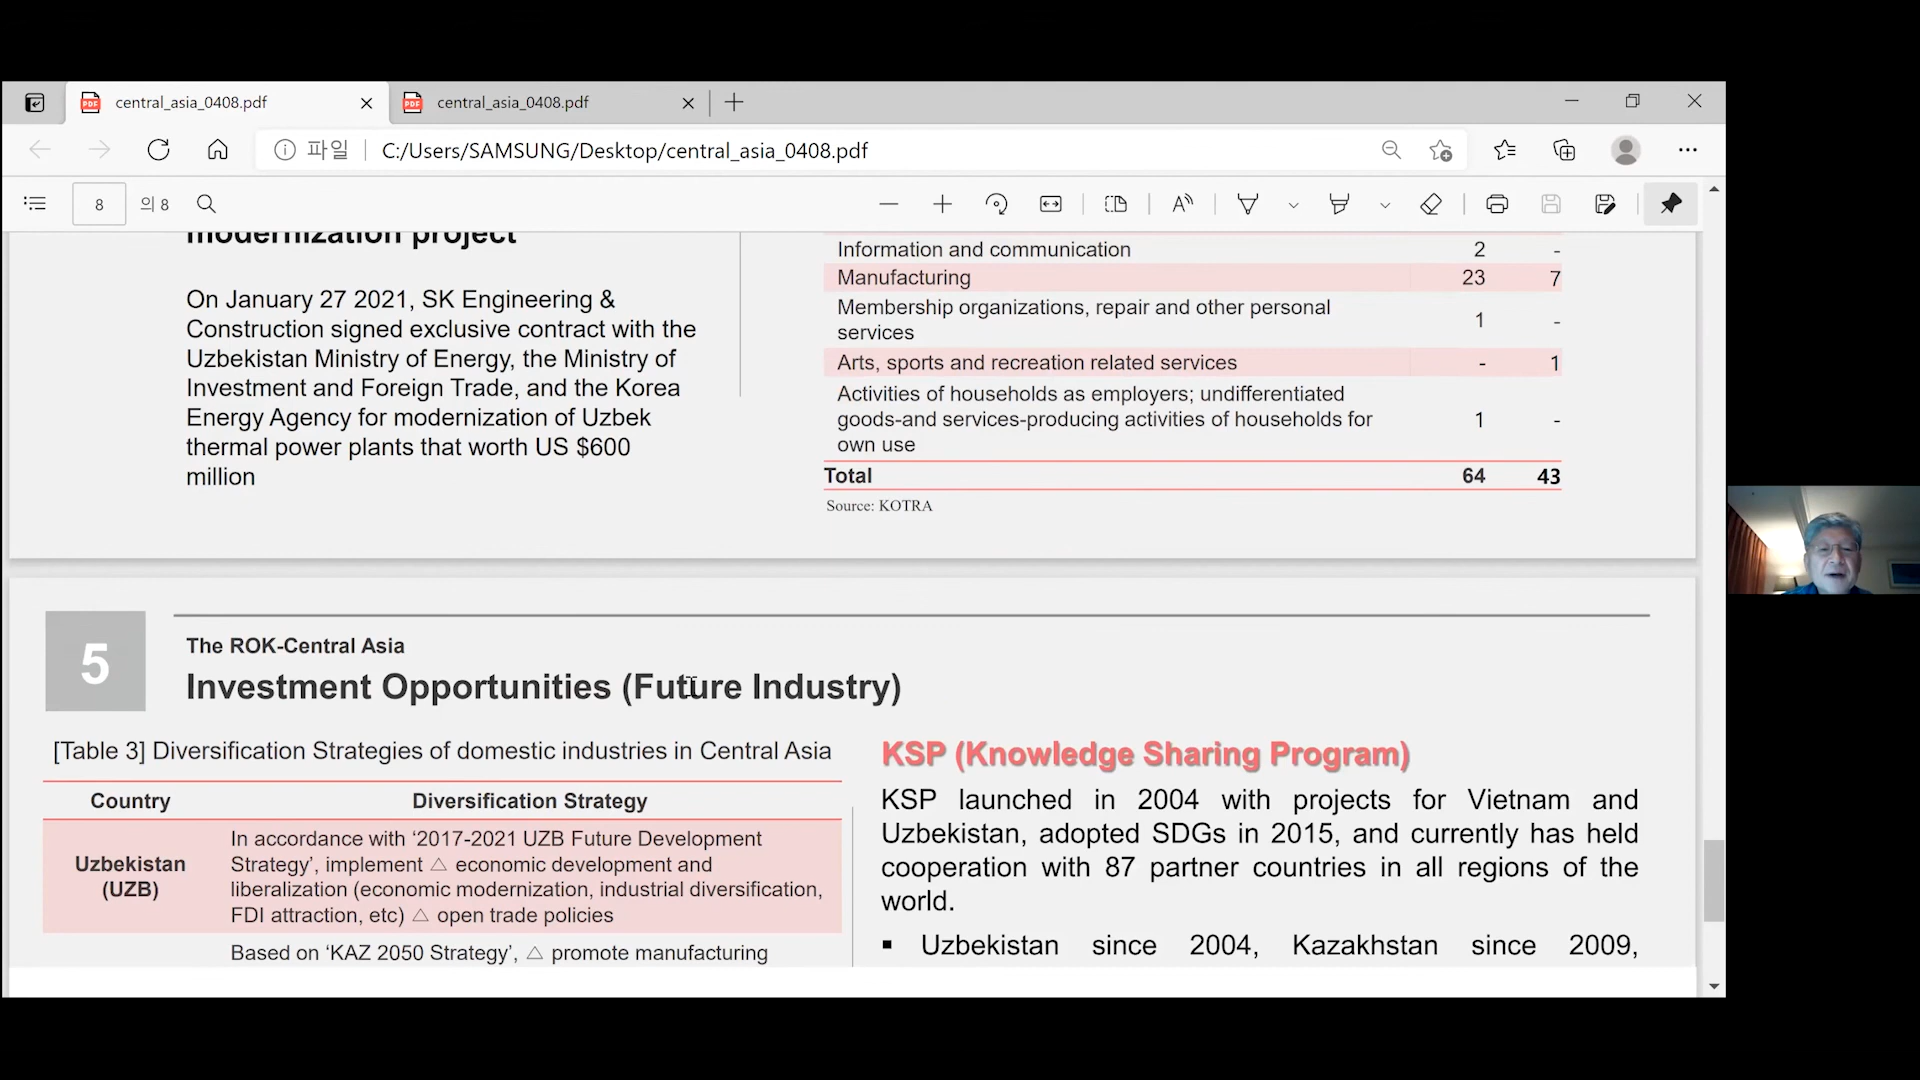 central_asia_0408.pdf
central_asia_0408.pdf
파일
C:/Users/SAMSUNG/Desktop/central_asia_0408.pdf
8
의 8
modernization project
On January 27 2021, SK Engineering &
Construction signed exclusive contract with the
Uzbekistan Ministry of Energy, the Ministry of
Investment and Foreign Trade, and the Korea
Energy Agency for modernization of Uzbek
thermal power plants that worth US $600
million
Information and communication 2 -
Manufacturing 23 7
Membership organizations, repair and other personal
services 1 -
Arts, sports and recreation related services - 1
Activities of households as employers; undifferentiated
goods-and services-producing activities of households for 1 -
own use
Total 64 43
Source: KOTRA
5
The ROK-Central Asia
Investment Opportunities (Future Industry)
[Table 3] Diversification Strategies of domestic industries in Central Asia
Country Diversification Strategy
Uzbekistan
(UZB)
In accordance with ‘2017-2021 UZB Future Development
Strategy’, implement △ economic development and
liberalization (economic modernization, industrial diversification,
FDI attraction, etc) △ open trade policies
Based on ‘KAZ 2050 Strategy’, △ promote manufacturing
KSP (Knowledge Sharing Program)
KSP launched in 2004 with projects for Vietnam and
Uzbekistan, adopted SDGs in 2015, and currently has held
cooperation with 87 partner countries in all regions of the
world.
▪ Uzbekistan since 2004, Kazakhstan since 2009,